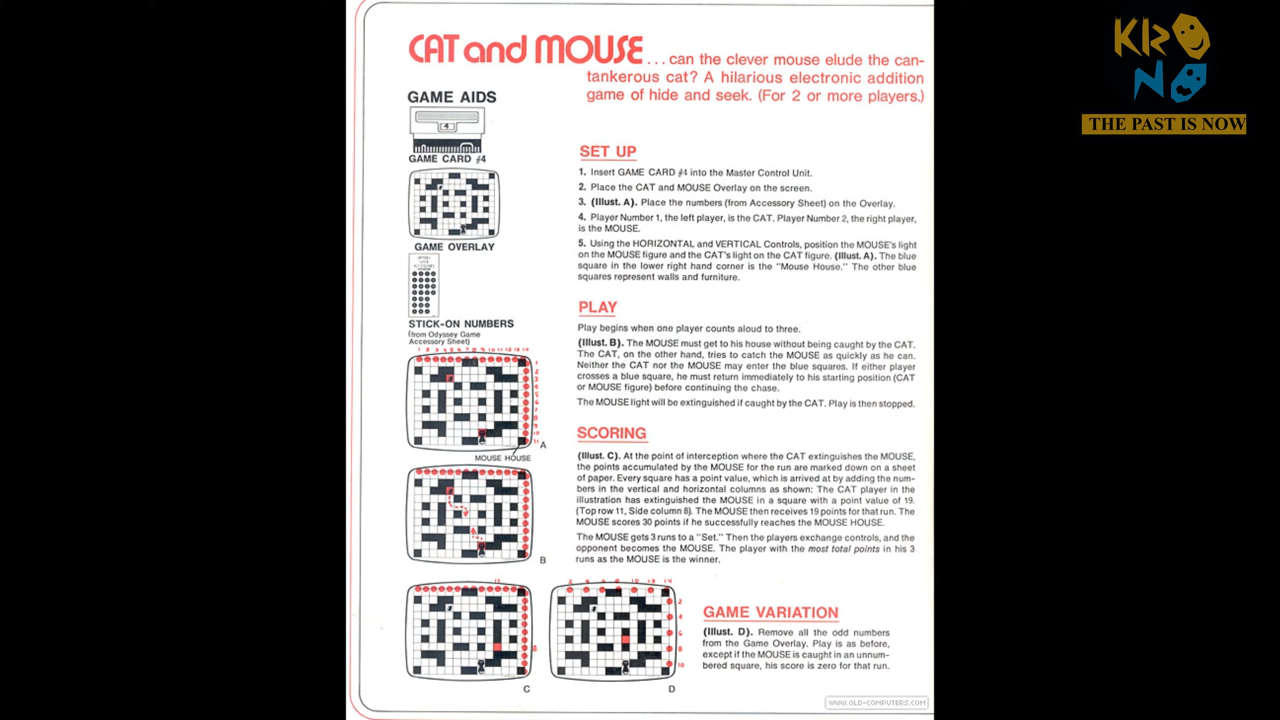 CAT and MOUSE ...can the clever mouse elude the can-
tankerous cat? A hilarious electronic addition
game of hide and seek. (For 2 or more players.)
KRONO
THE PAST IS NOW
GAME AIDS
4
GAME CARD #4
GAME OVERLAY
STICK-ON NUMBERS
(from Odyssey Game
Accessory Sheet)
A
MOUSE HOUSE
B
C
D
SET UP
1. Insert GAME CARD #4 into the Master Control Unit.
2. Place the CAT and MOUSE Overlay on the screen.
3. (Illust. A). Place the numbers (from Accessory Sheet) on the Overlay.
4. Player Number 1, the left player, is the CAT. Player Number 2, the right player,
is the MOUSE.
5. Using the HORIZONTAL and VERTICAL Controls, position the MOUSE's light
on the MOUSE figure and the CAT's light on the CAT figure. (Illust. A). The blue
square in the lower right hand corner is the "Mouse House." The other blue
squares represent walls and furniture.
PLAY
Play begins when one player counts aloud to three.
(Illust. B). The MOUSE must get to his house without being caught by the CAT.
The CAT, on the other hand, tries to catch the MOUSE as quickly as he can.
Neither the CAT nor the MOUSE may enter the blue squares. If either player
crosses a blue square, he must return immediately to his starting position (CAT
or MOUSE figure) before continuing the chase.
The MOUSE light will be extinguished if caught by the CAT. Play is then stopped.
SCORING
(Illust. C). At the point of interception where the CAT extinguishes the MOUSE,
the points accumulated by the MOUSE for the run are marked down on a sheet
of paper. Every square has a point value, which is arrived at by adding the num-
bers in the vertical and horizontal columns as shown: The CAT player in the
illustration has extinguished the MOUSE in a square with a point value of 19.
(Top row 11, Side column 8). The MOUSE then receives 19 points for that run. The
MOUSE scores 30 points if he successfully reaches the MOUSE HOUSE.
The MOUSE gets 3 runs to a "Set." Then the players exchange controls, and the
opponent becomes the MOUSE. The player with the most total points in his 3
runs as the MOUSE is the winner.
GAME VARIATION
(Illust. D). Remove all the odd numbers
from the Game Overlay. Play is as before,
except if the MOUSE is caught in an unnum-
bered square, his score is zero for that run.
WWW.OLD-COMPUTERS.COM